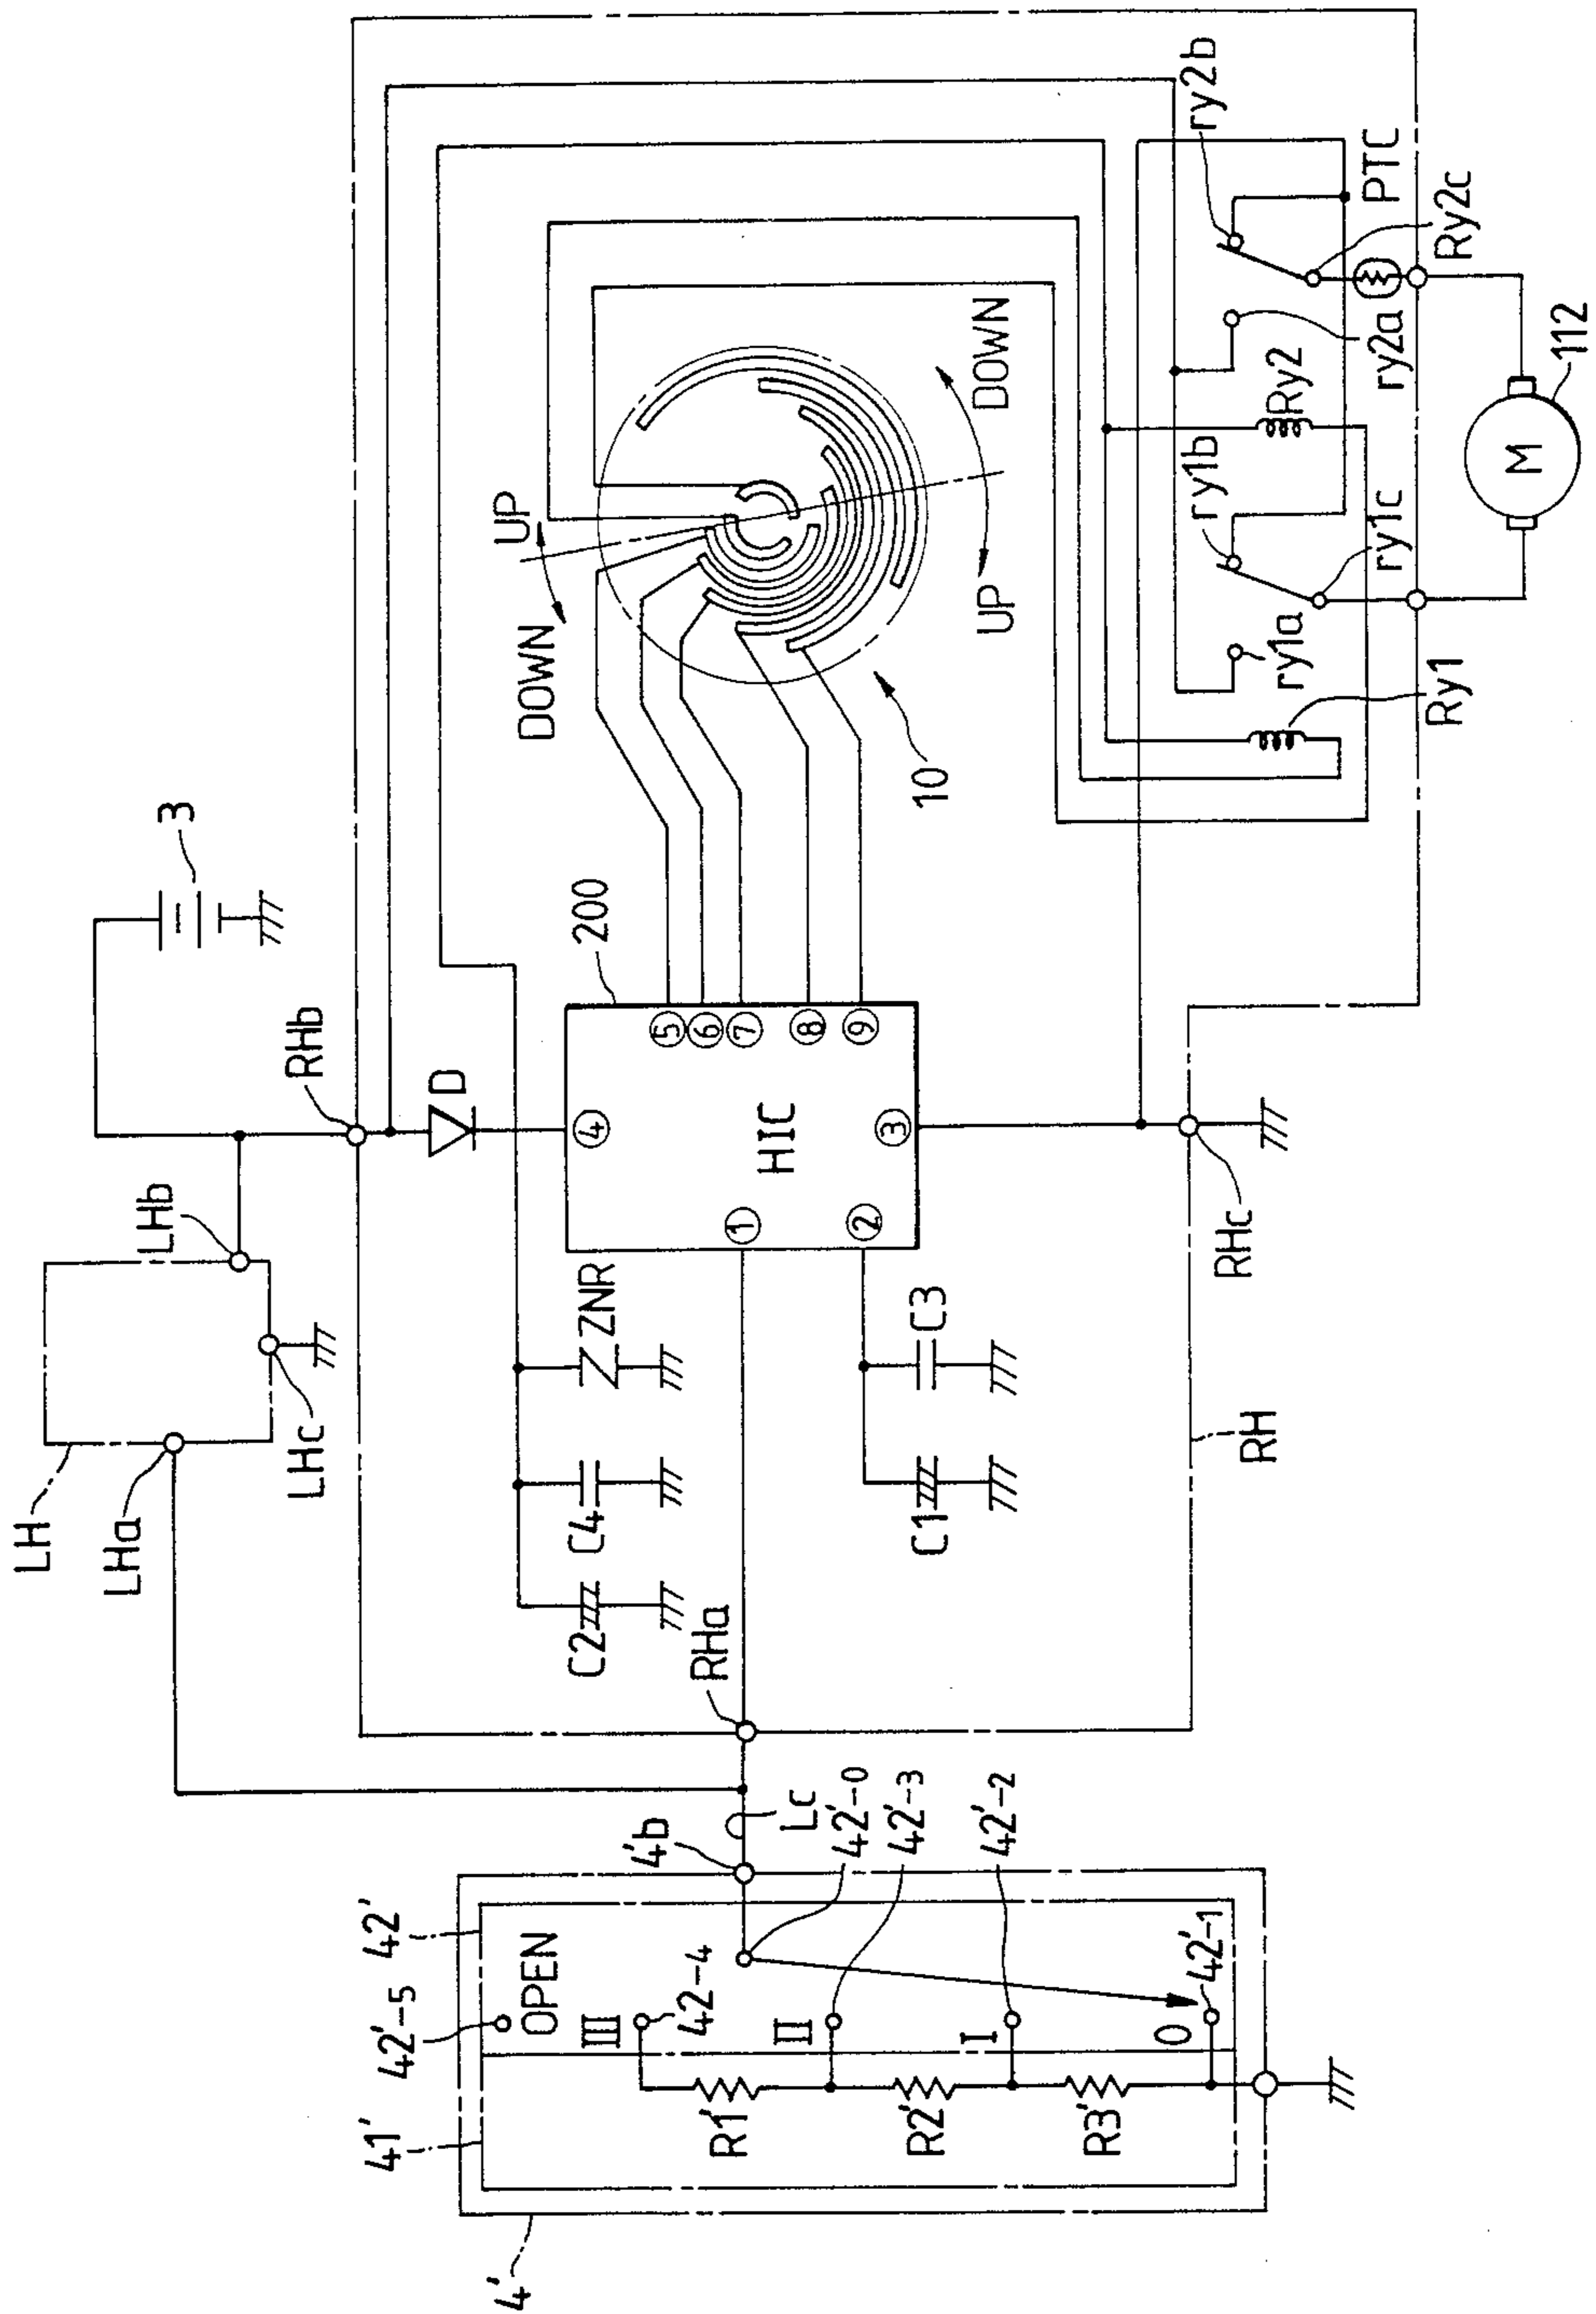 LH
LHa
LHc
LHb
3
RHb
D
C2
C4
ZNR
200
4
5
6
7
8
9
1
2
3
HIC
C1
C3
RHa
RHc
RH
DOWN
UP
DOWN
UP
10
ry2b
PTC
Ry2c
ry2a
Ry2
ry1b
ry1c
ry1a
Ry1
M
112
4'
41'
42'
42'-5
OPEN
III
42-4
II
I
0
42'-1
R1'
R2'
R3'
4'b
Lc
42'-0
42'-3
42'-2